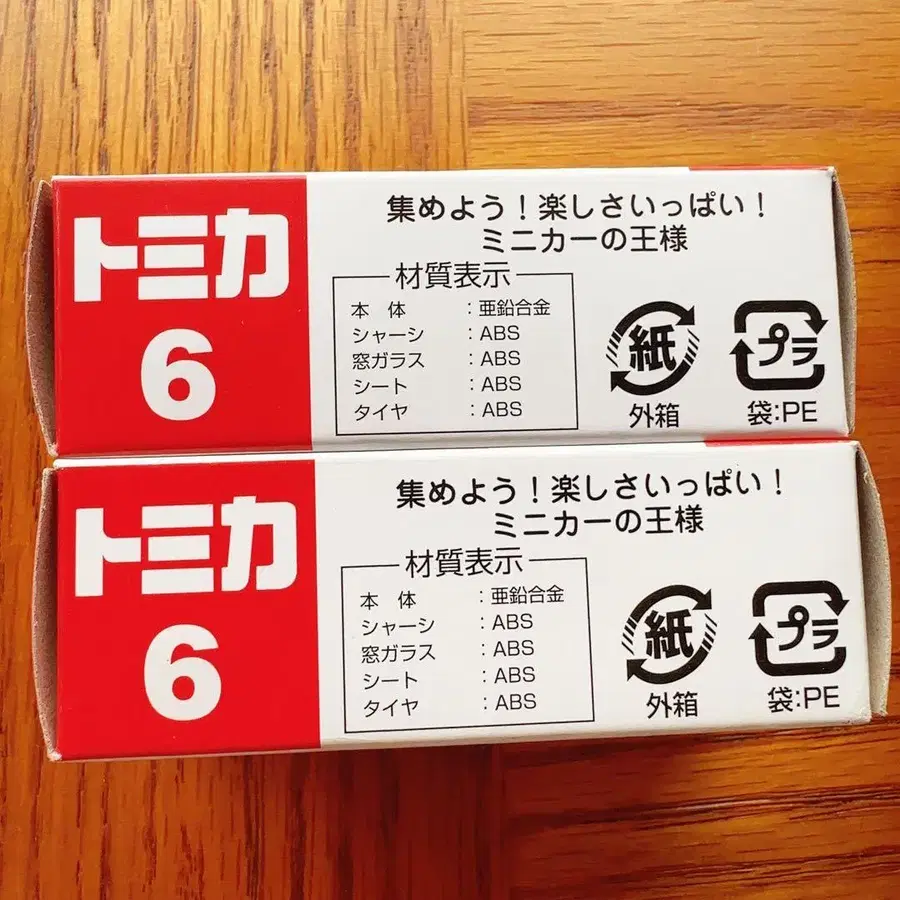 トミカ
6
集めよう！楽しさいっぱい！
ミニカーの王様
材質表示
本　体　：亜鉛合金
シャーシ　：ABS
窓ガラス　：ABS
シート　：ABS
タイヤ　：ABS
紙
外箱
プラ
袋:PE
トミカ
6
集めよう！楽しさいっぱい！
ミニカーの王様
材質表示
本　体　：亜鉛合金
シャーシ　：ABS
窓ガラス　：ABS
シート　：ABS
タイヤ　：ABS
紙
外箱
プラ
袋:PE